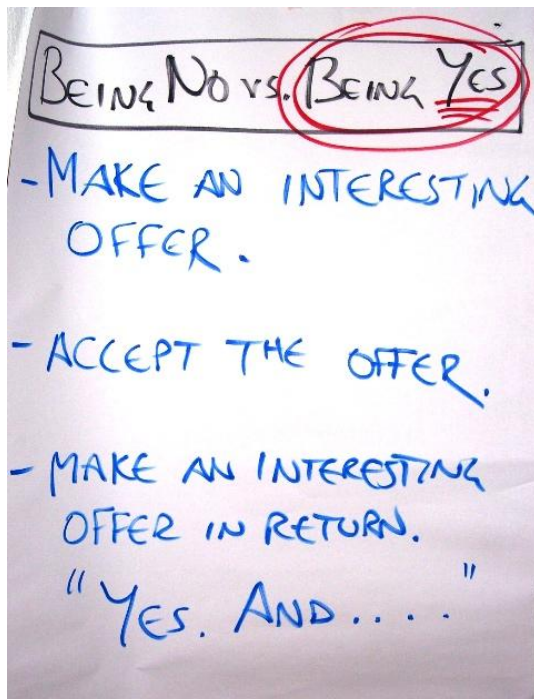 BEING NO vs. BEING YES
- MAKE AN INTERESTING
OFFER.
- ACCEPT THE OFFER.
- MAKE AN INTERESTING
OFFER IN RETURN.
"YES. AND...."